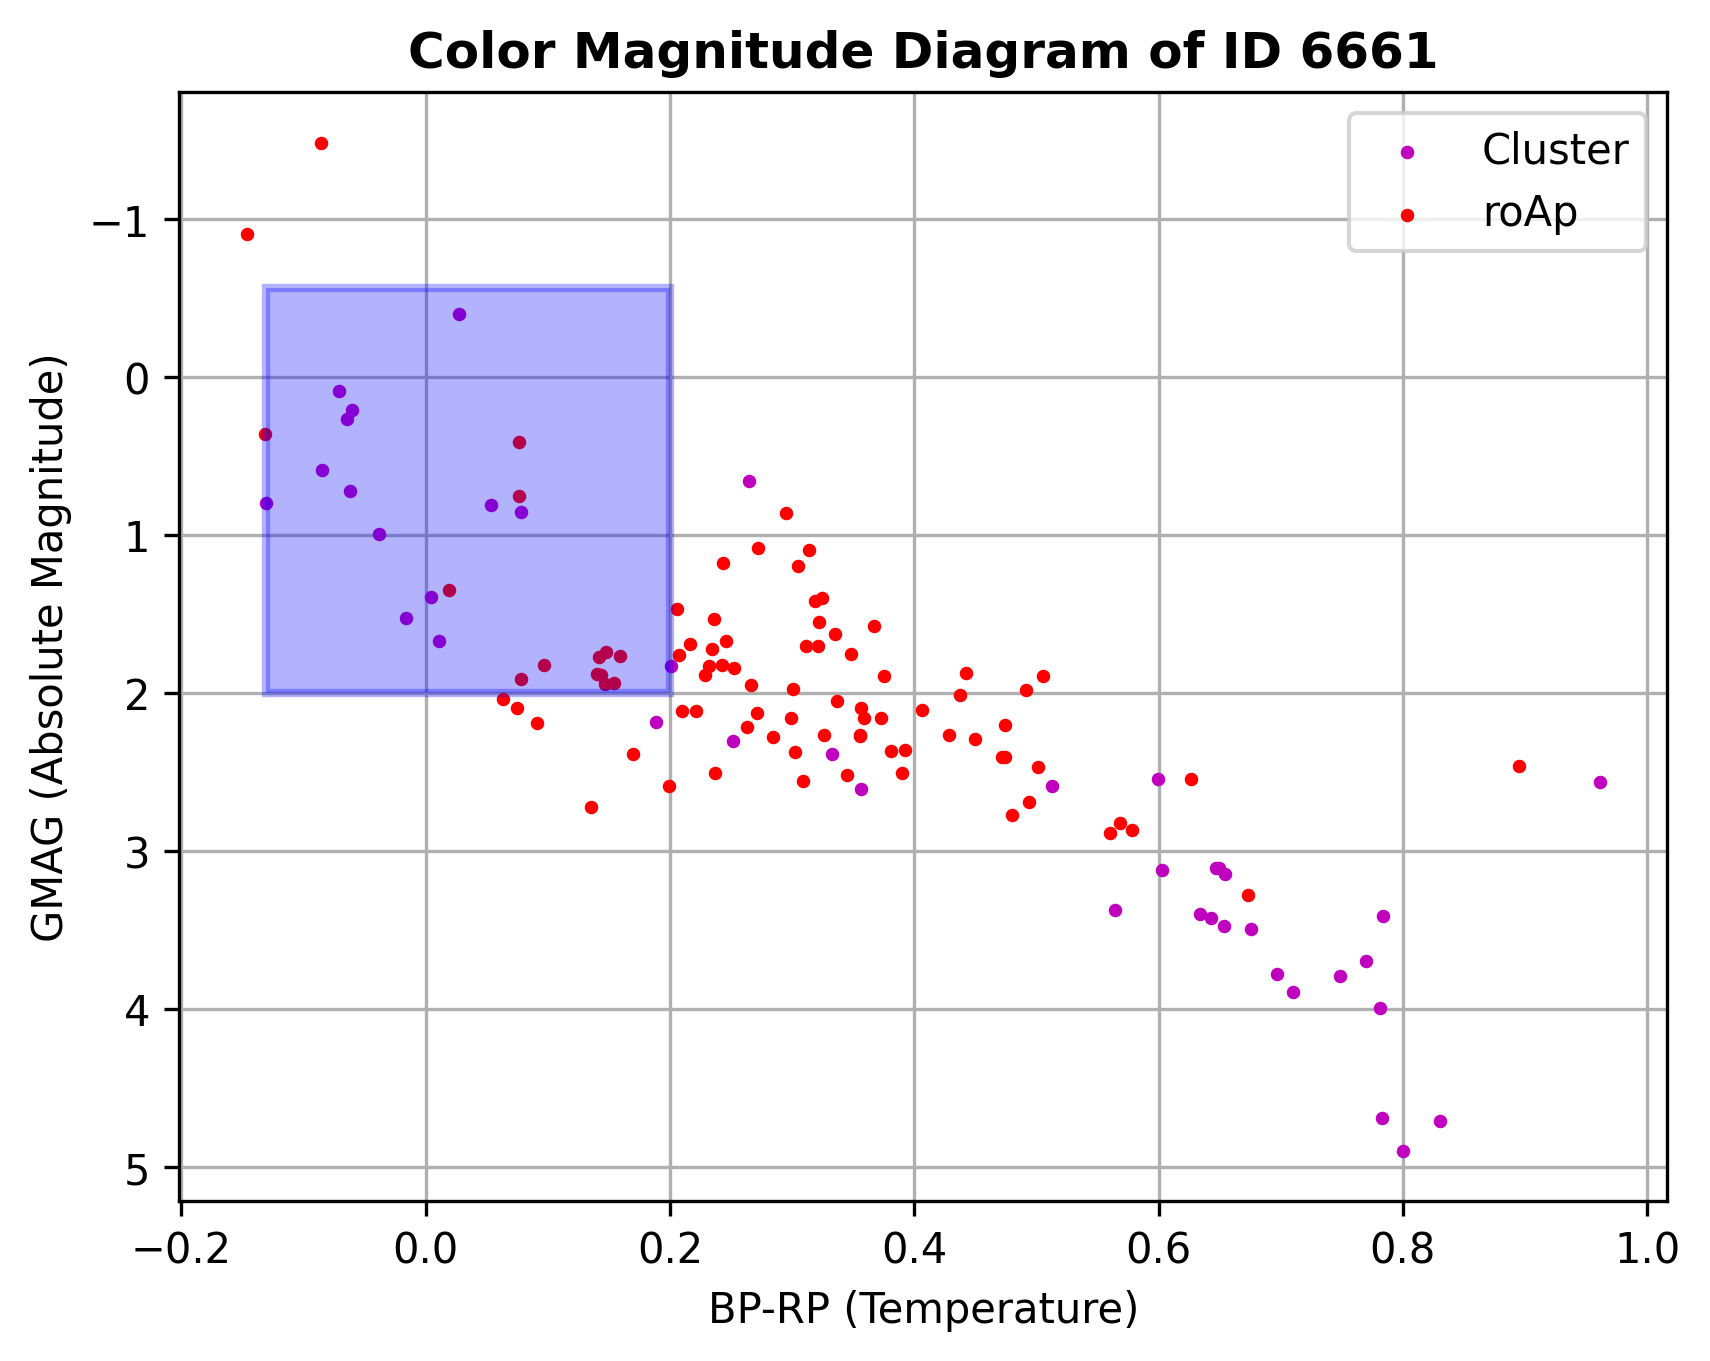 Color Magnitude Diagram of ID 6661
Cluster
roAp
−1
0
1
2
3
4
5
GMAG (Absolute Magnitude)
−0.2 0.0 0.2 0.4 0.6 0.8 1.0
BP-RP (Temperature)